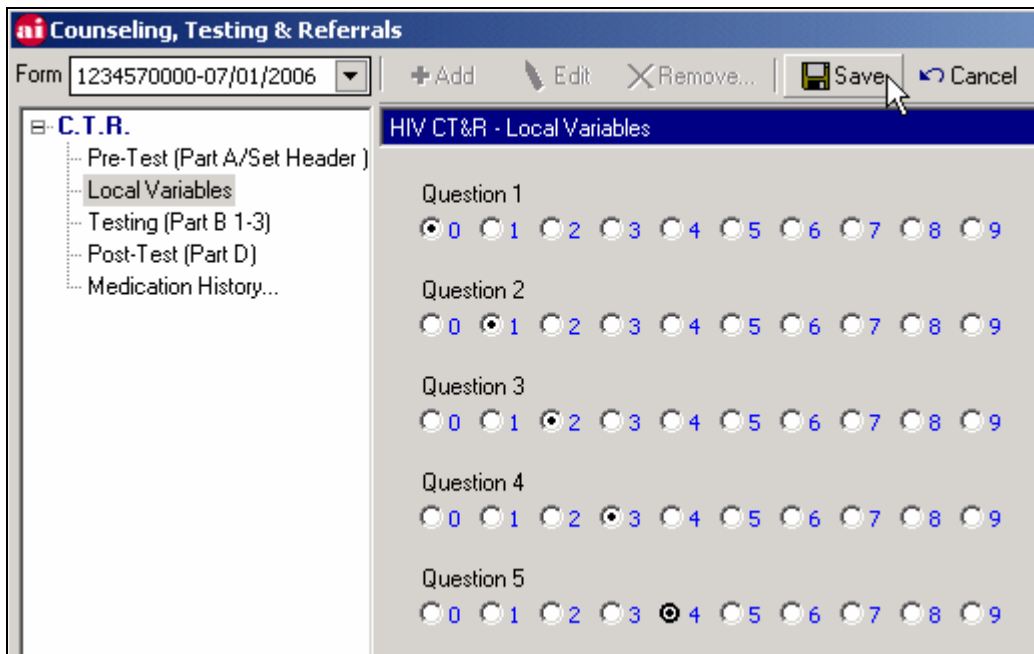 ai Counseling, Testing & Referrals
Form 1234570000-07/01/2006 Add Edit Remove... Save Cancel
C.T.R.
Pre-Test (Part A/Set Header )
Local Variables
Testing (Part B 1-3)
Post-Test (Part D)
Medication History...
HIV CT&R - Local Variables
Question 1
0 1 2 3 4 5 6 7 8 9
Question 2
0 1 2 3 4 5 6 7 8 9
Question 3
0 1 2 3 4 5 6 7 8 9
Question 4
0 1 2 3 4 5 6 7 8 9
Question 5
0 1 2 3 4 5 6 7 8 9